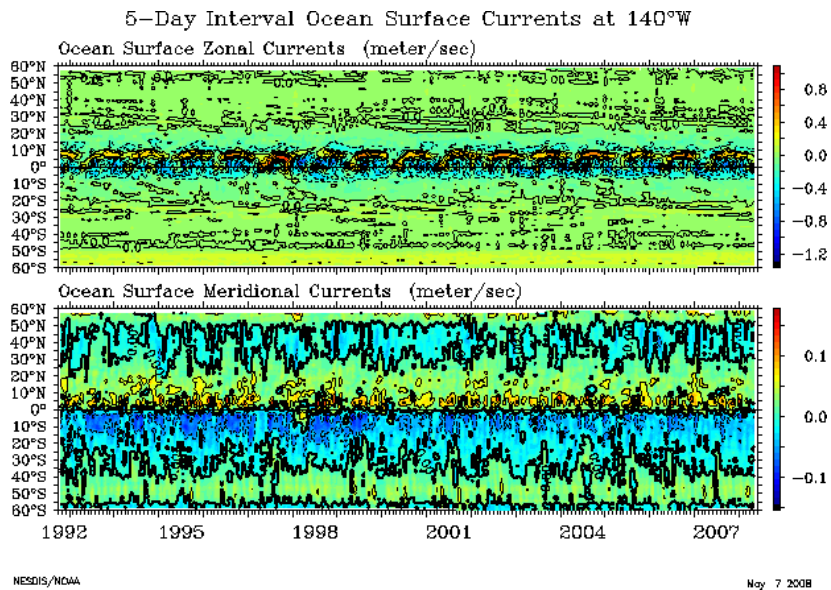 5-Day Interval Ocean Surface Currents at 140°W
Ocean Surface Zonal Currents (meter/sec)
60°N
50°N
40°N
30°N
20°N
10°N
0°
10°S
20°S
30°S
40°S
50°S
60°S
0.8
0.4
0.0
-0.4
-0.8
-1.2
Ocean Surface Meridional Currents (meter/sec)
60°N
50°N
40°N
30°N
20°N
10°N
0°
10°S
20°S
30°S
40°S
50°S
60°S
0.1
0.0
-0.1
1992 1995 1998 2001 2004 2007
NESDIS/NOAA
May 7 2008